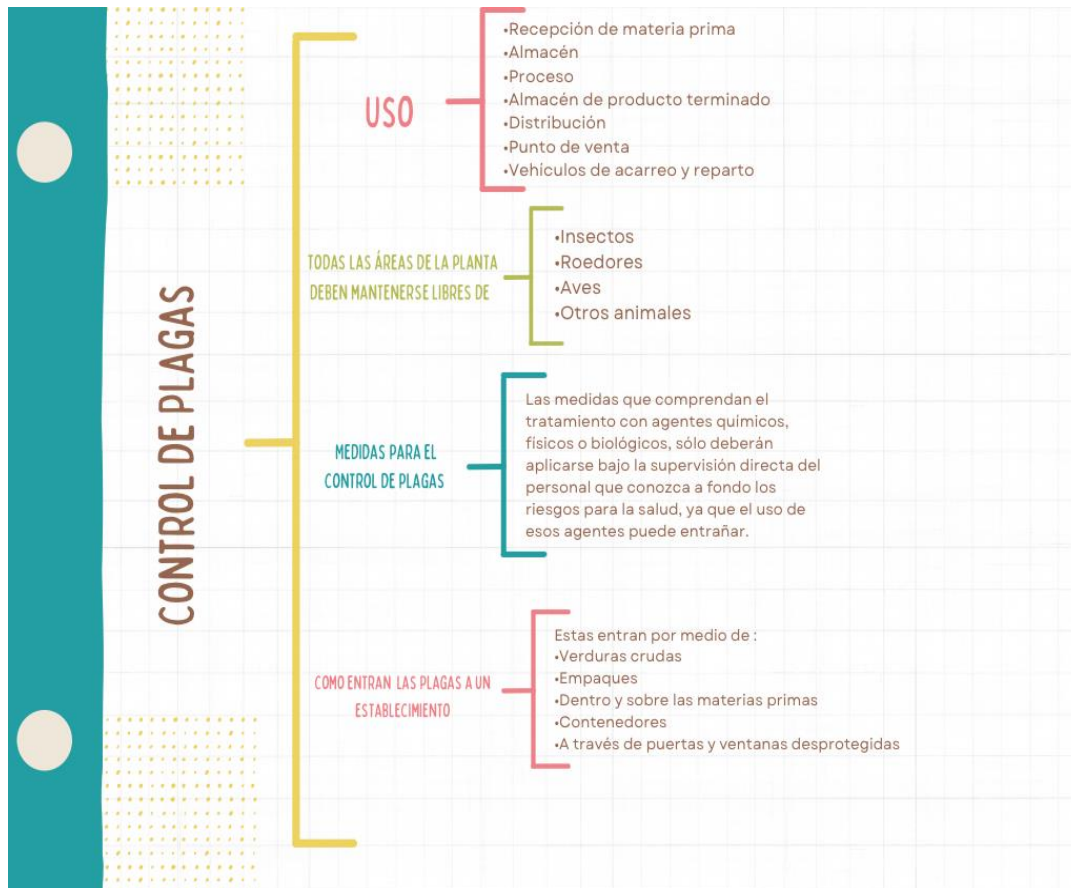 CONTROL DE PLAGAS
USO
•Recepción de materia prima
•Almacén
•Proceso
•Almacén de producto terminado
•Distribución
•Punto de venta
•Vehículos de acarreo y reparto
TODAS LAS ÁREAS DE LA PLANTA
DEBEN MANTENERSE LIBRES DE
•Insectos
•Roedores
•Aves
•Otros animales
MEDIDAS PARA EL
CONTROL DE PLAGAS
Las medidas que comprendan el
tratamiento con agentes químicos,
físicos o biológicos, sólo deberán
aplicarse bajo la supervisión directa del
personal que conozca a fondo los
riesgos para la salud, ya que el uso de
esos agentes puede entrañar.
COMO ENTRAN LAS PLAGAS A UN
ESTABLECIMIENTO
Estas entran por medio de :
•Verduras crudas
•Empaques
•Dentro y sobre las materias primas
•Contenedores
•A través de puertas y ventanas desprotegidas